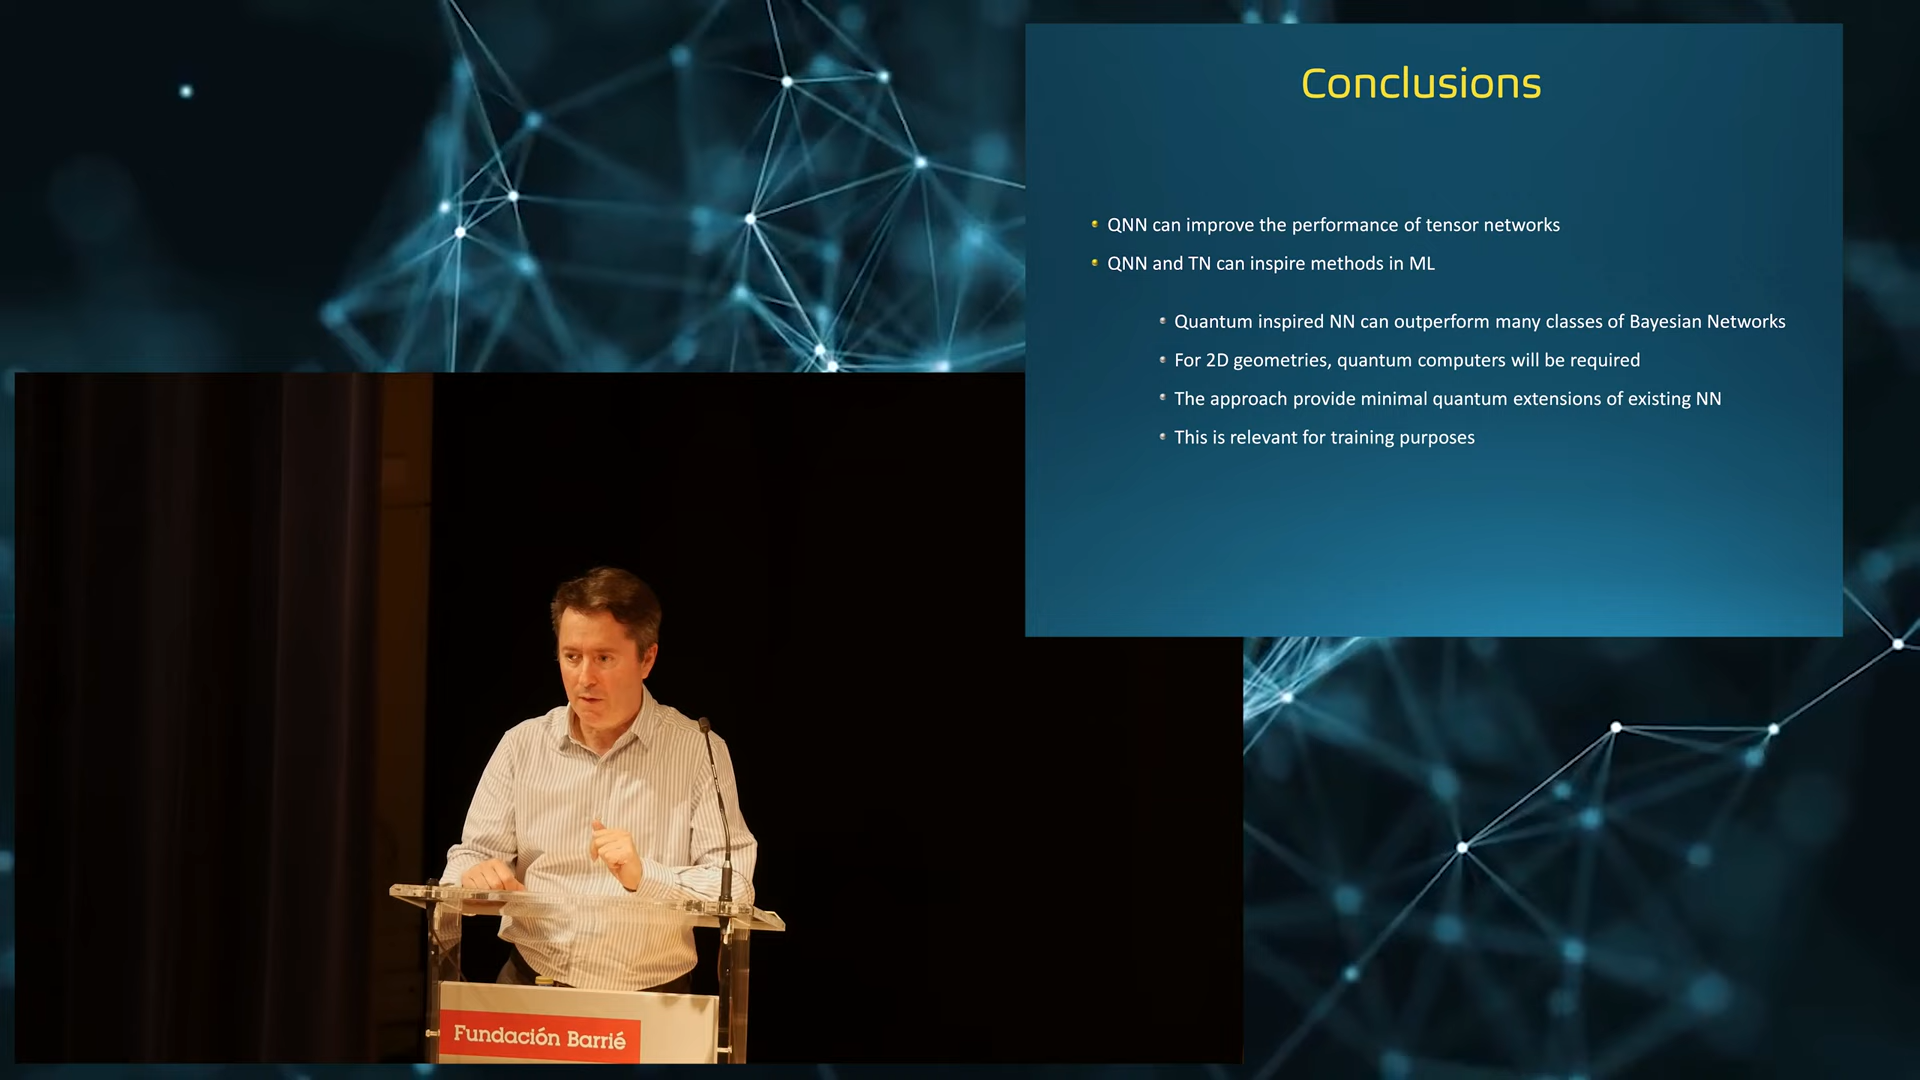 Conclusions
QNN can improve the performance of tensor networks
QNN and TN can inspire methods in ML
Quantum inspired NN can outperform many classes of Bayesian Networks
For 2D geometries, quantum computers will be required
The approach provide minimal quantum extensions of existing NN
This is relevant for training purposes
Fundación Barrié